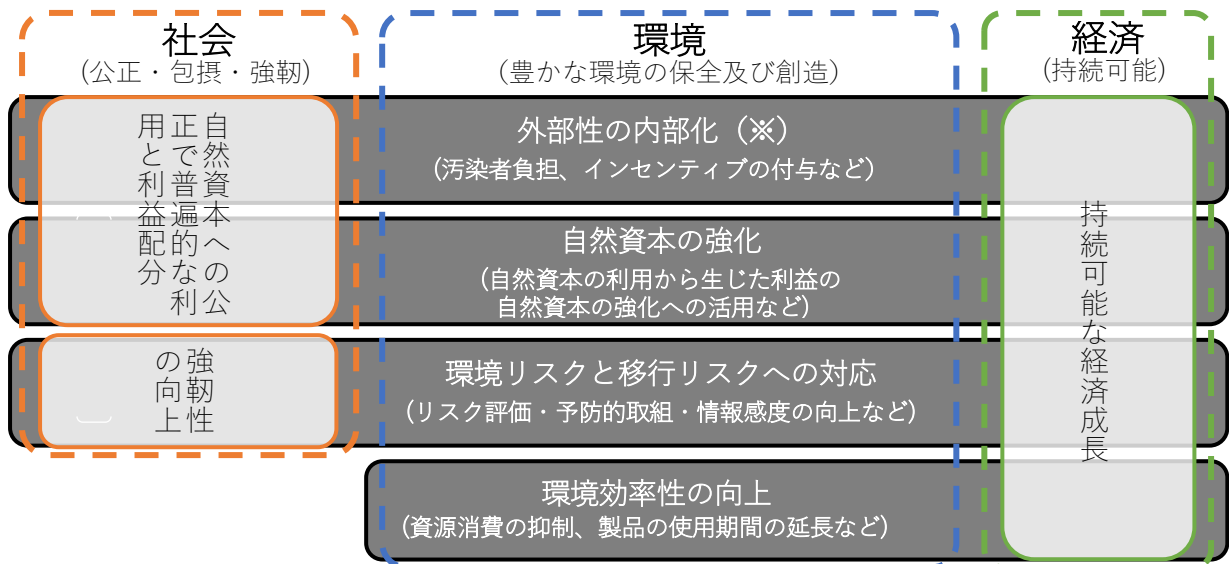 社会
(公正・包摂・強靭)
環境
(豊かな環境の保全及び創造)
経済
(持続可能)
自然資本への公
正で普遍的な利
用と利益配分
外部性の内部化(※)
(汚染者負担、インセンティブの付与など)
自然資本の強化
(自然資本の利用から生じた利益の
自然資本の強化への活用など)
強靭性
の向上
環境リスクと移行リスクへの対応
(リスク評価・予防的取組・情報感度の向上など)
環境効率性の向上
(資源消費の抑制、製品の使用期間の延長など)
持続可能な経済成長